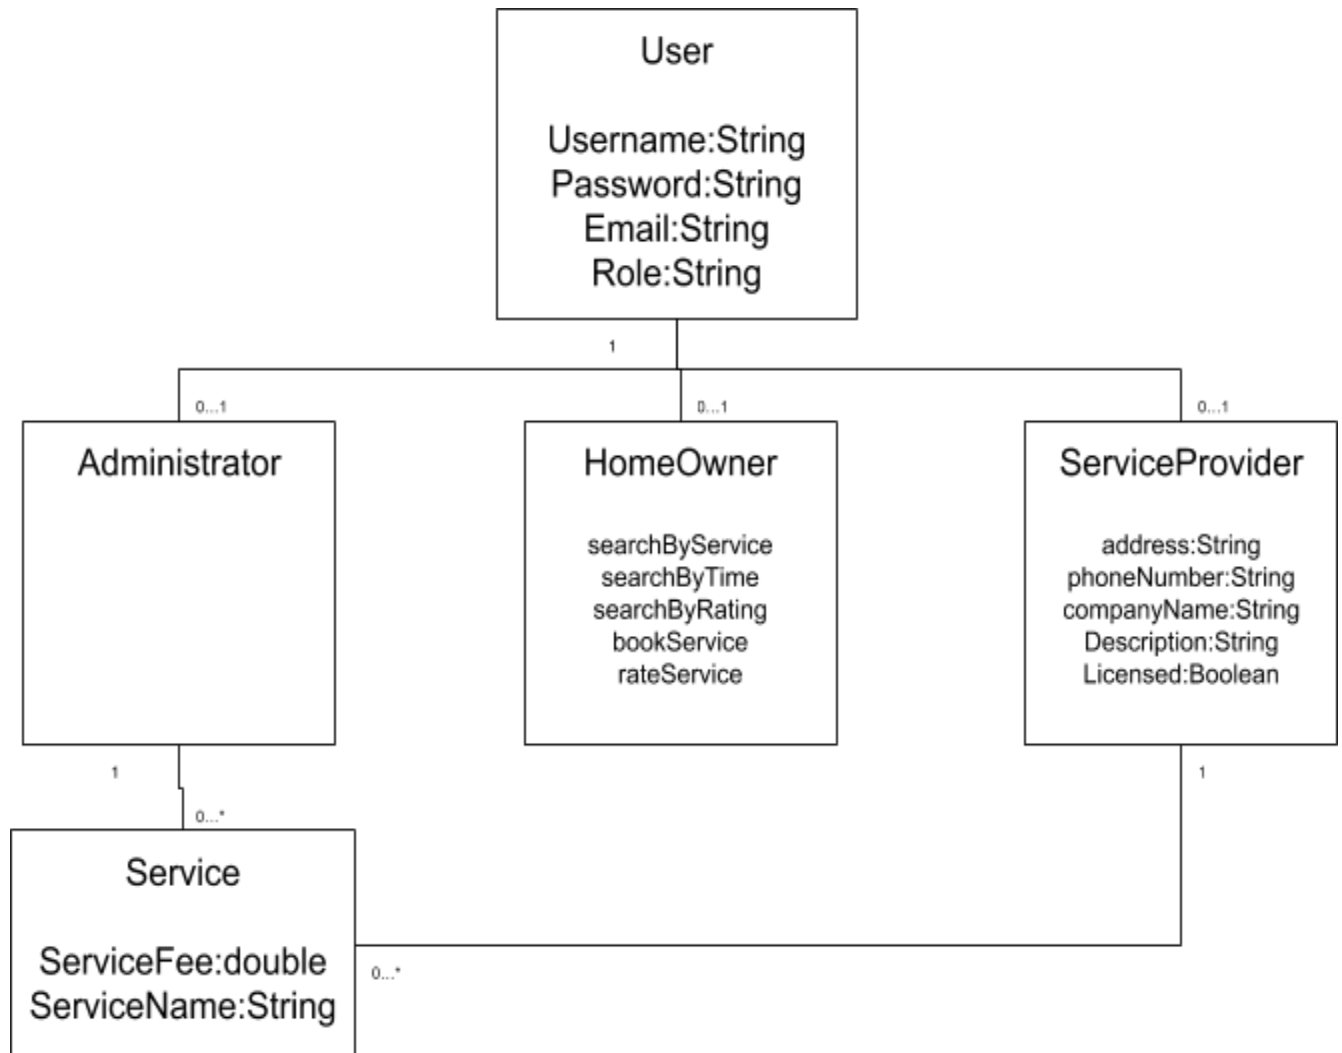 User
Username:String
Password:String
Email:String
Role:String
1
0...1
0...1
0...1
Administrator
HomeOwner
searchByService
searchByTime
searchByRating
bookService
rateService
ServiceProvider
address:String
phoneNumber:String
companyName:String
Description:String
Licensed:Boolean
1
1
0...*
Service
ServiceFee:double
ServiceName:String
0...*